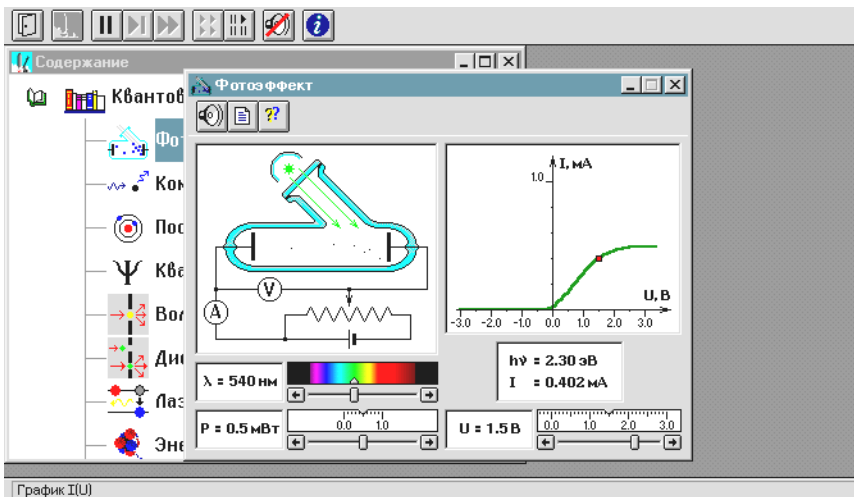 Содержание
Фотоэффект
Квантов
Фот
Ком
Пос
Ква
Вол
Дис
Лаз
Эне
??
V
A
I, мА
1.0
U, В
-3.0 -2.0 -1.0 0.0 1.0 2.0 3.0
hν = 2.30 эВ
I = 0.402 мА
λ = 540 нм
P = 0.5 мВт
0.0 1.0
U = 1.5 В
0.0 1.0 2.0 3.0
График I(U)